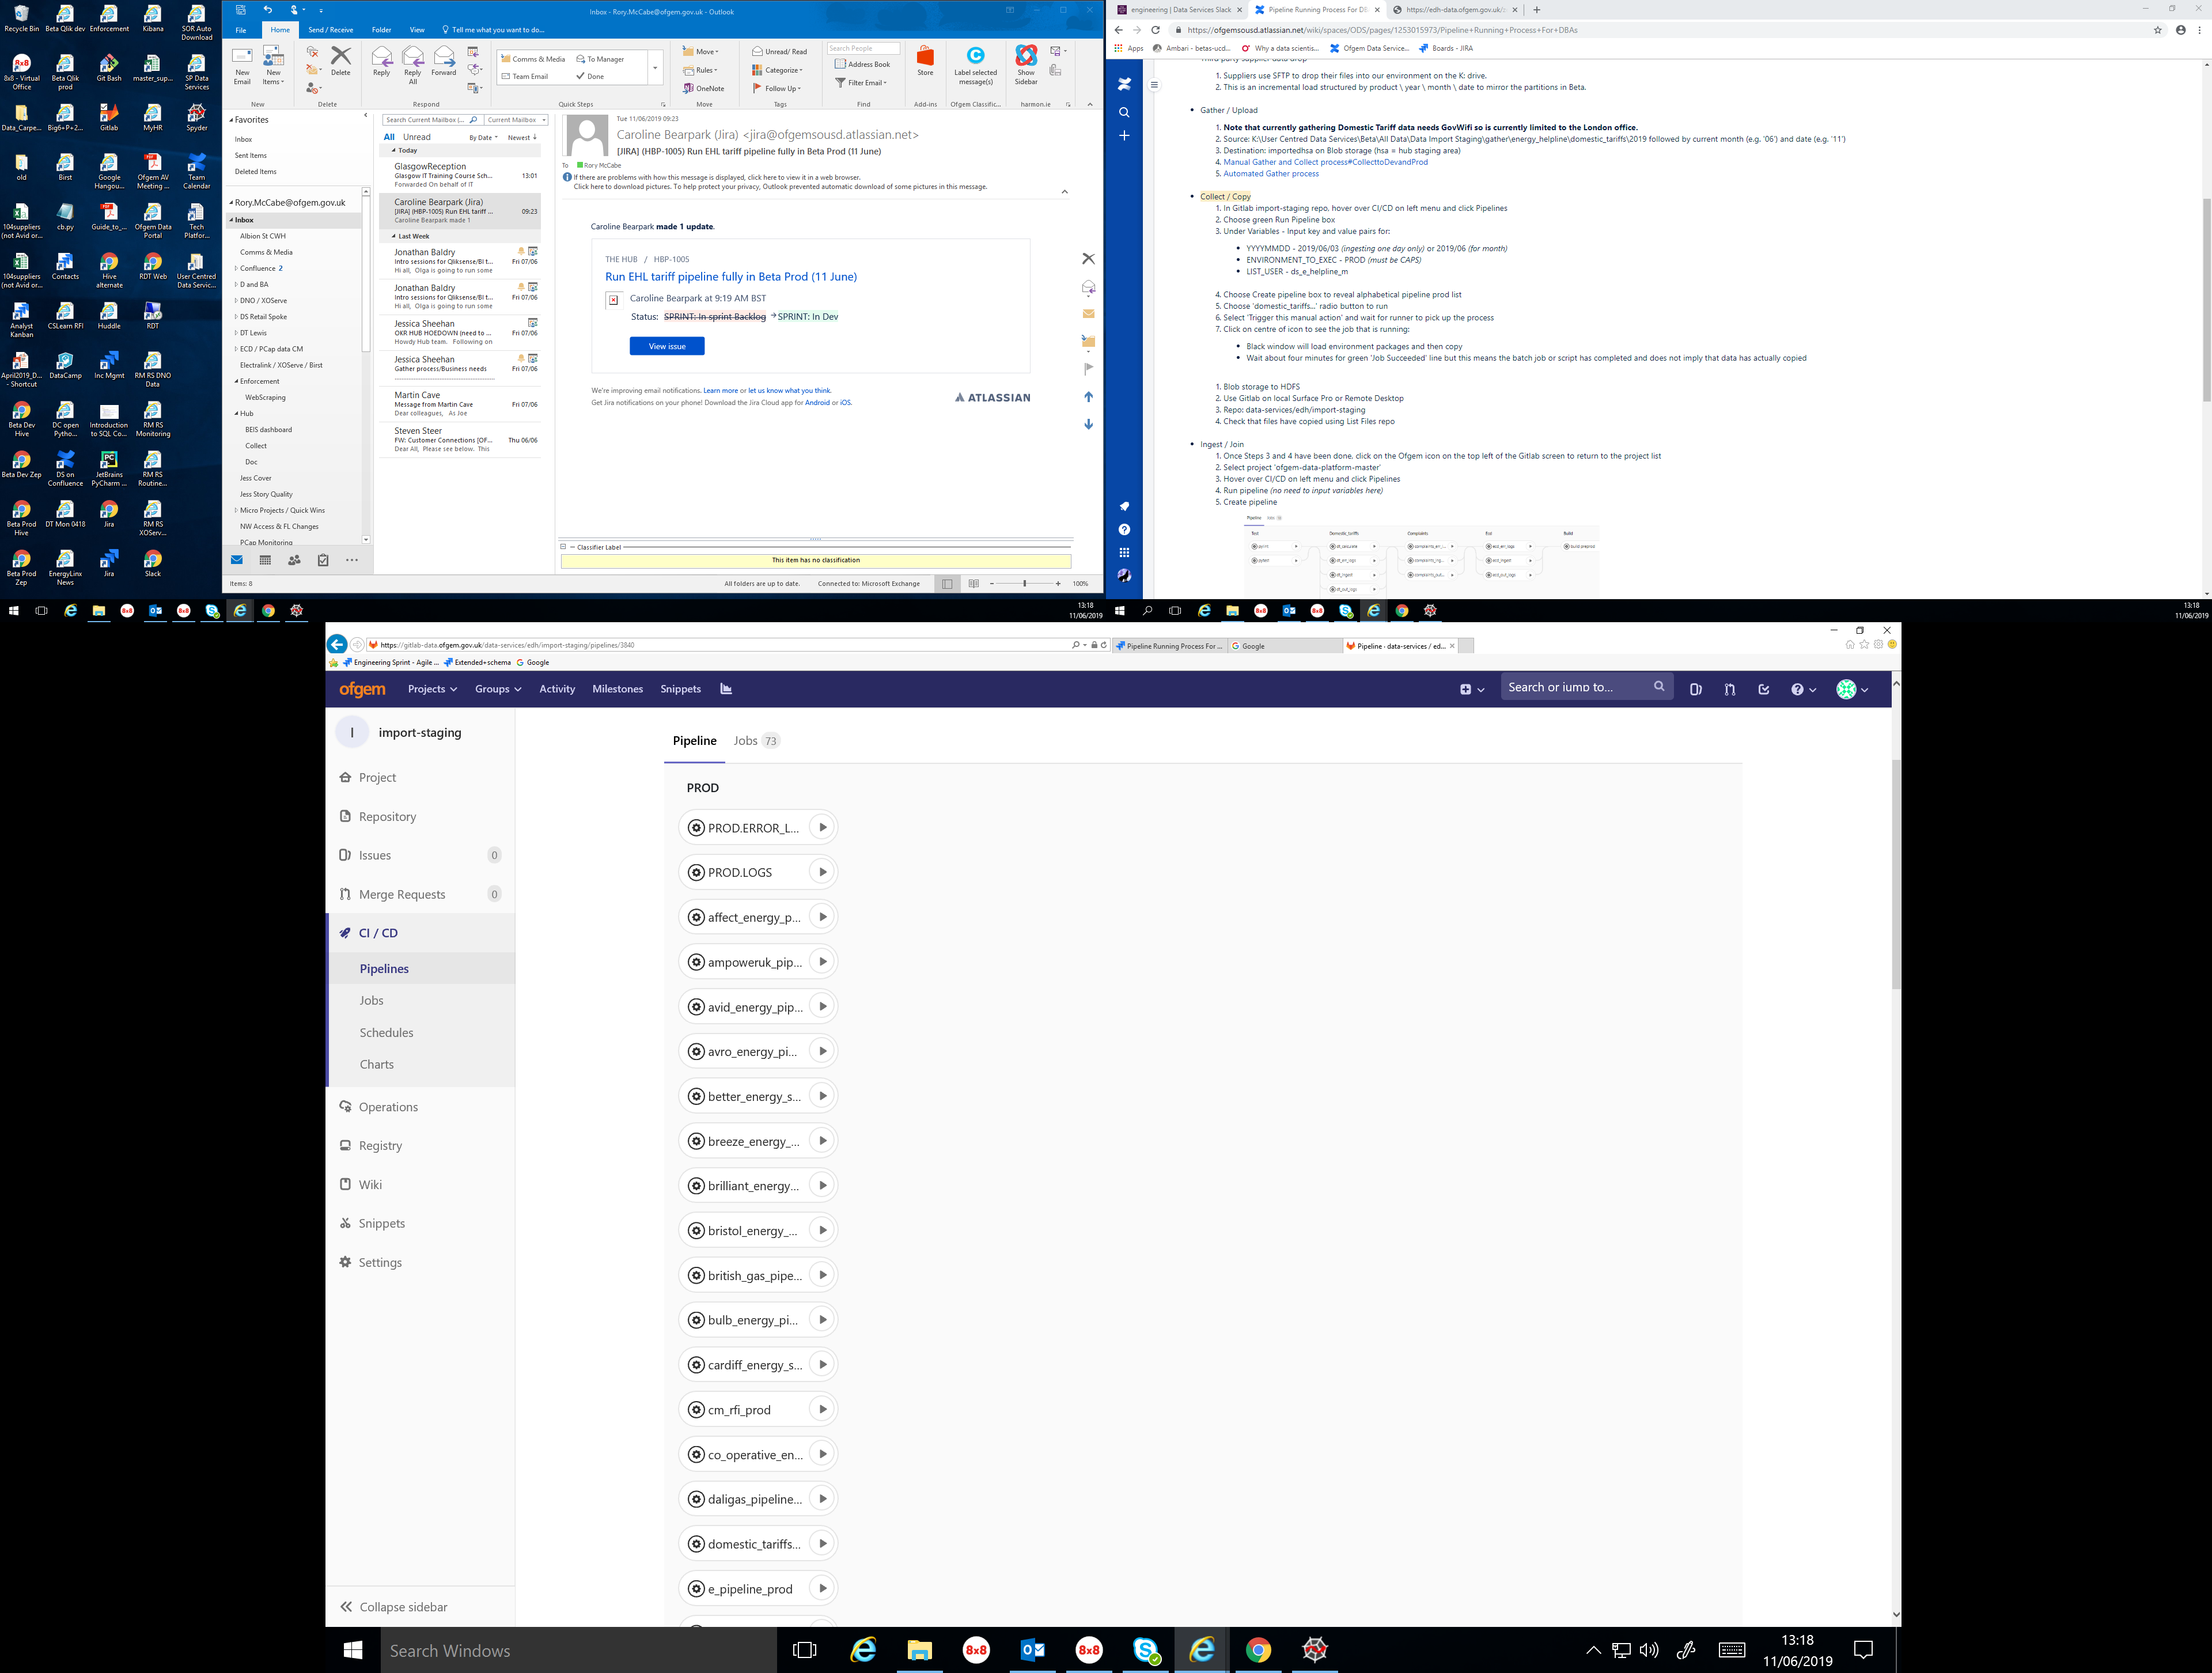 Recycle Bin
Beta Qlik dev
Enforcement
Kibana
SOR Auto Download
8x8 - Virtual Office
Beta Qlik prod
Git Bash
master_sup...
SP Data Services
Data_Carpe...
Big6+P+2...
Gitlab
MyHR
Spyder
old
Birst
Google Hangou...
Ofgem AV Meeting ...
Team Calendar
104suppliers (not Avid or...
cb.py
Guide_to_...
Ofgem Data Portal
Tech Platfor...
104suppliers (not Avid or...
Contacts
Hive alternate
RDT Web
User Centred Data Servic...
Analyst Kanban
CSLearn RFI
Huddle
RDT
April2019_D... - Shortcut
DataCamp
Inc Mgmt
RM RS DNO Data
Beta Dev Hive
DC open Pytho...
Introduction to SQL Co...
RM RS Monitoring
Beta Dev Zep
DS on Confluence
JetBrains PyCharm ...
RM RS Routine...
Beta Prod Hive
DT Mon 0418
Jira
RM RS XOServ...
Beta Prod Zep
EnergyLinx News
Jira
Slack
Inbox - Rory.McCabe@ofgem.gov.uk - Outlook
File Home Send / Receive Folder View Tell me what you want to do...
New Email
New Items
Delete
Reply
Reply All
Forward
Comms & Media
To Manager
Team Email
Done
Move
Rules
OneNote
Unread/ Read
Categorize
Follow Up
Search People
Address Book
Filter Email
Store
Label selected message(s)
Show Sidebar
New Delete Respond Quick Steps Move Tags Find Add-ins Ofgem Classific... harmon.ie
Favorites
Inbox
Sent Items
Deleted Items
Rory.McCabe@ofgem.gov.uk
Inbox
Albion St CWH
Comms & Media
Confluence 2
D and BA
DNO / XOServe
DS Retail Spoke
DT Lewis
ECD / PCap data CM
Electralink / XOServe / Birst
Enforcement
WebScraping
Hub
BEIS dashboard
Collect
Doc
Jess Cover
Jess Story Quality
Micro Projects / Quick Wins
NW Access & FL Changes
PCap Monitoring
Search Current Mailbox (... Current Mailbox
All Unread By Date Newest
Today
GlasgowReception
Glasgow IT Training Course Sch... 13:01
Forwarded On behalf of IT
Caroline Bearpark (Jira)
[JIRA] (HBP-1005) Run EHL tariff ... 09:23
Caroline Bearpark made 1
Last Week
Jonathan Baldry
Intro sessions for Qliksense/BI t... Fri 07/06
Hi all, Olga is going to run some
Jonathan Baldry
Intro sessions for Qliksense/BI t... Fri 07/06
Hi all, Olga is going to run some
Jessica Sheehan
OKR HUB HOEDOWN (need to ... Fri 07/06
Howdy Hub team. Following on
Jessica Sheehan
Gather process/Business needs Fri 07/06
Martin Cave
Message from Martin Cave Fri 07/06
Dear colleagues, As Joe
Steven Steer
FW: Customer Connections [OF... Thu 06/06
Dear All, Please see below. This
Tue 11/06/2019 09:23
Caroline Bearpark (Jira) <jira@ofgemsousd.atlassian.net>
[JIRA] (HBP-1005) Run EHL tariff pipeline fully in Beta Prod (11 June)
To Rory McCabe
If there are problems with how this message is displayed, click here to view it in a web browser.
Click here to download pictures. To help protect your privacy, Outlook prevented automatic download of some pictures in this message.
Caroline Bearpark made 1 update.
THE HUB / HBP-1005
Run EHL tariff pipeline fully in Beta Prod (11 June)
Caroline Bearpark at 9:19 AM BST
Status: SPRINT: In sprint Backlog → SPRINT: In Dev
View issue
We're improving email notifications. Learn more or let us know what you think.
Get Jira notifications on your phone! Download the Jira Cloud app for Android or iOS.
ATLASSIAN
Classifier Label
This item has no classification
Items: 8 All folders are up to date. Connected to: Microsoft Exchange 100%
13:18
11/06/2019
engineering | Data Services Slack
Pipeline Running Process For DB
https://edh-data.ofgem.gov.uk/
https://ofgemsousd.atlassian.net/wiki/spaces/ODS/pages/1253015973/Pipeline+Running+Process+For+DBAs
Apps Ambari - betas-ucd... Why a data scientis... Ofgem Data Service... Boards - JIRA
Third party supplier data drop
1. Suppliers use SFTP to drop their files into our environment on the K: drive.
2. This is an incremental load structured by product \ year \ month \ date to mirror the partitions in Beta.
• Gather / Upload
1. Note that currently gathering Domestic Tariff data needs GovWifi so is currently limited to the London office.
2. Source: K:\User Centred Data Services\Beta\All Data\Data Import Staging\gather\energy_helpline\domestic_tariffs\2019 followed by current month (e.g. '06') and date (e.g. '11')
3. Destination: importedhsa on Blob storage (hsa = hub staging area)
4. Manual Gather and Collect process#CollecttoDevandProd
5. Automated Gather process
• Collect / Copy
1. In Gitlab import-staging repo, hover over CI/CD on left menu and click Pipelines
2. Choose green Run Pipeline box
3. Under Variables - Input key and value pairs for:
• YYYYMMDD - 2019/06/03 (ingesting one day only) or 2019/06 (for month)
• ENVIRONMENT_TO_EXEC - PROD (must be CAPS)
• LIST_USER - ds_e_helpline_m
4. Choose Create pipeline box to reveal alphabetical pipeline prod list
5. Choose 'domestic_tariffs...' radio button to run
6. Select 'Trigger this manual action' and wait for runner to pick up the process
7. Click on centre of icon to see the job that is running:
• Black window will load environment packages and then copy
• Wait about four minutes for green 'Job Succeeded' line but this means the batch job or script has completed and does not imply that data has actually copied
1. Blob storage to HDFS
2. Use Gitlab on local Surface Pro or Remote Desktop
3. Repo: data-services/edh/import-staging
4. Check that files have copied using List Files repo
• Ingest / Join
1. Once Steps 3 and 4 have been done, click on the Ofgem icon on the top left of the Gitlab screen to return to the project list
2. Select project 'ofgem-data-platform-master'
3. Hover over CI/CD on left menu and click Pipelines
4. Run pipeline (no need to input variables here)
5. Create pipeline
Pipeline
Test Domestic_tariffs Complaints Build
13:18
11/06/2019
https://gitlab-data.ofgem.gov.uk/data-services/edh/import-staging/pipelines/3840
Pipeline Running Process For ...
Google
Pipeline · data-services / ed...
Engineering Sprint - Agile ... Extended+schema Google
ofgem Projects Groups Activity Milestones Snippets Search or jump to...
I import-staging
Project
Repository
Issues 0
Merge Requests 0
CI / CD
Pipelines
Jobs
Schedules
Charts
Operations
Registry
Wiki
Snippets
Settings
Collapse sidebar
Pipeline Jobs 73
PROD
PROD.ERROR_L...
PROD.LOGS
affect_energy_p...
ampoweruk_pip...
avid_energy_pip...
avro_energy_pi...
better_energy_s...
breeze_energy_...
brilliant_energy...
bristol_energy_...
british_gas_pipe...
bulb_energy_pi...
cardiff_energy_s...
cm_rfi_prod
co_operative_en...
daligas_pipeline...
domestic_tariffs...
e_pipeline_prod
Search Windows
8x8
8x8
13:18
11/06/2019